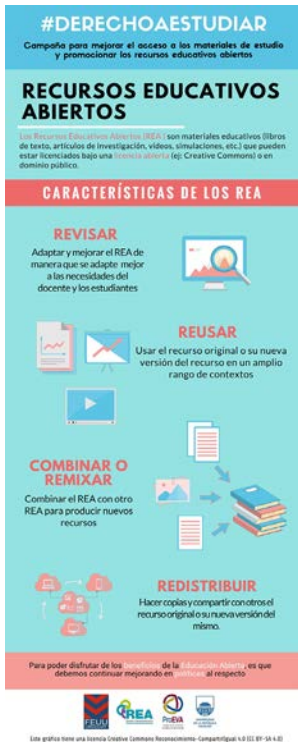 #DERECHOAESTUDIAR
Campaña para mejorar el acceso a los materiales de estudio
y promocionar los recursos educativos abiertos
RECURSOS EDUCATIVOS
ABIERTOS
Los Recursos Educativos Abiertos (REA) son materiales educativos (libros
de texto, artículos de investigación, videos, simulaciones, etc.) que pueden
estar licenciados bajo una licencia abierta (ej: Creative Commons) o en
dominio público.
CARACTERÍSTICAS DE LOS REA
REVISAR
Adaptar y mejorar el REA de
manera que se adapte mejor
a las necesidades del
docente y los estudiantes
REUSAR
Usar el recurso original o su nueva
versión del recurso en un amplio
rango de contextos
COMBINAR O
REMIXAR
Combinar el REA con otro
REA para producir nuevos
recursos
REDISTRIBUIR
Hacer copias y compartir con otros el
recurso original o su nueva versión del
mismo.
Para poder disfrutar de los beneficios de la Educación Abierta, es que
debemos continuar mejorando en políticas al respecto
FEUU
CREA
ProEVA
Este gráfico tiene una licencia Creative Commons Reconocimiento-CompartirIgual 4.0 (CC BY-SA 4.0)